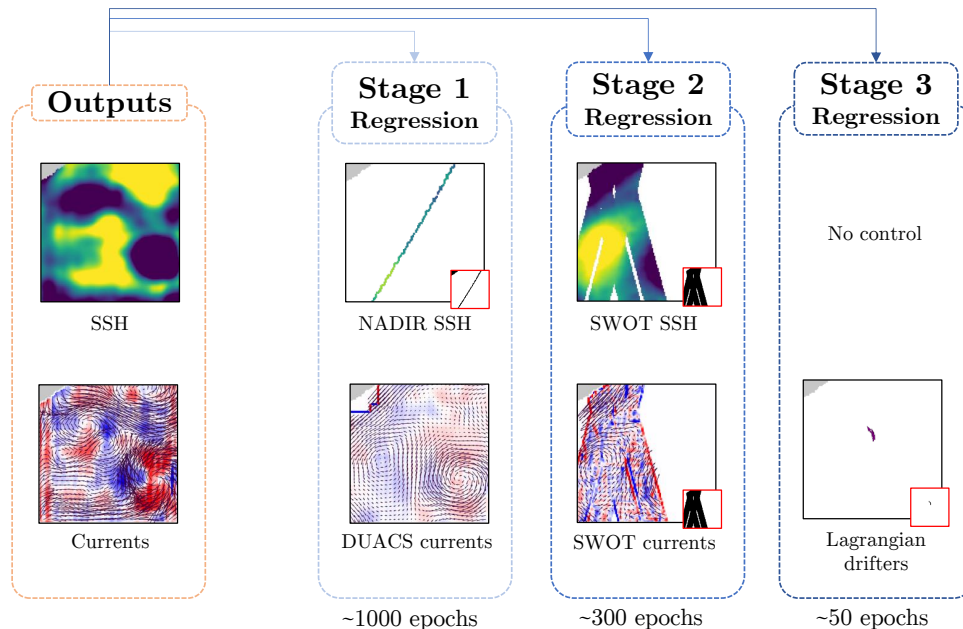 Outputs
SSH
Currents
Stage 1
Regression
NADIR SSH
DUACS currents
~1000 epochs
Stage 2
Regression
SWOT SSH
SWOT currents
~300 epochs
Stage 3
Regression
No control
Lagrangian
drifters
~50 epochs